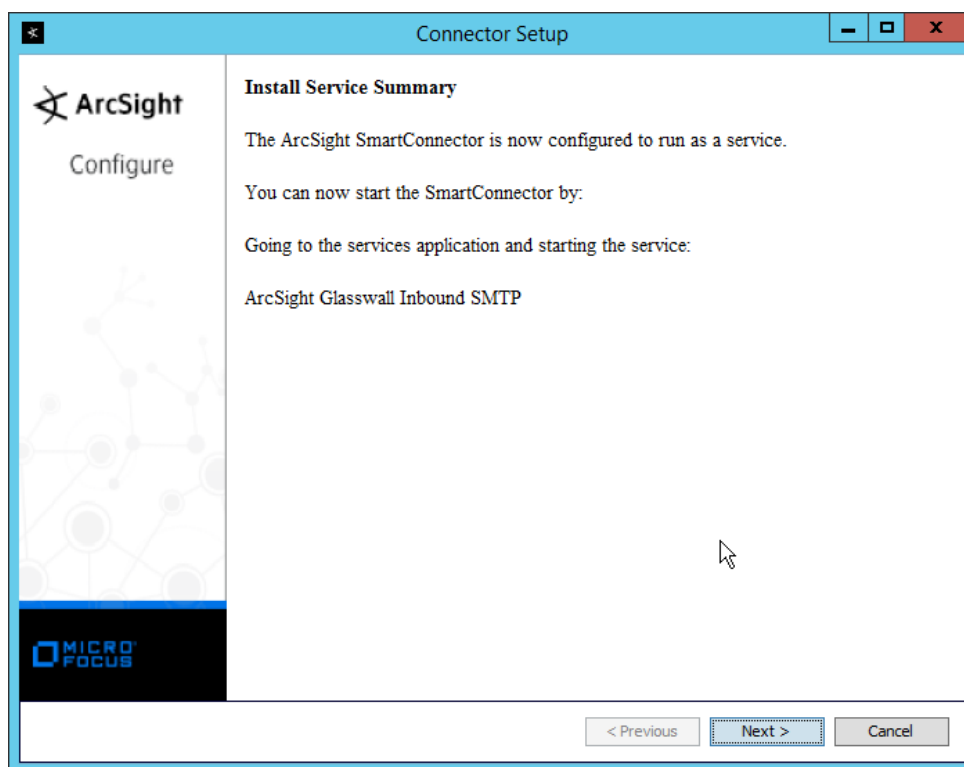 Connector Setup
ArcSight
Configure
Install Service Summary
The ArcSight SmartConnector is now configured to run as a service.
You can now start the SmartConnector by:
Going to the services application and starting the service:
ArcSight Glasswall Inbound SMTP
MICRO
FOCUS
< Previous
Next >
Cancel